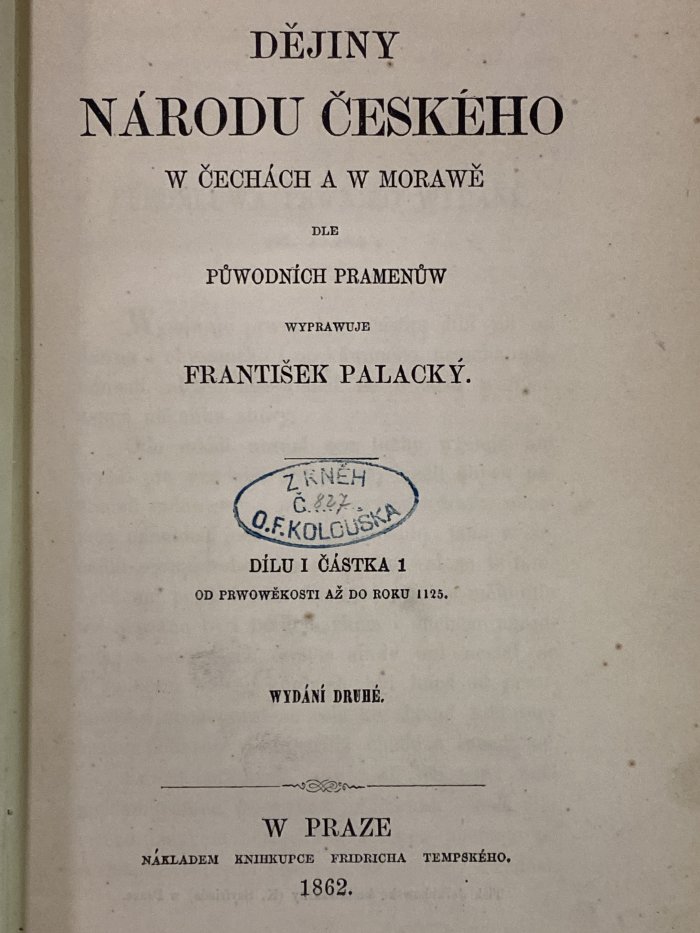 DĚJINY
NÁRODU ČESKÉHO
W ČECHÁCH A W MORAWĚ
DLE
PŮWODNÍCH PRAMENŮW
WYPRAWUJE
FRANTIŠEK PALACKÝ.
Z KNĚH
Č. 827
O.F.KOLOUŠKA
DÍLU I ČÁSTKA 1
OD PRWOWĚKOSTI AŽ DO ROKU 1125.
WYDÁNÍ DRUHÉ.
W PRAZE
NÁKLADEM KNIHKUPCE FRIDRICHA TEMPSKÉHO.
1862.